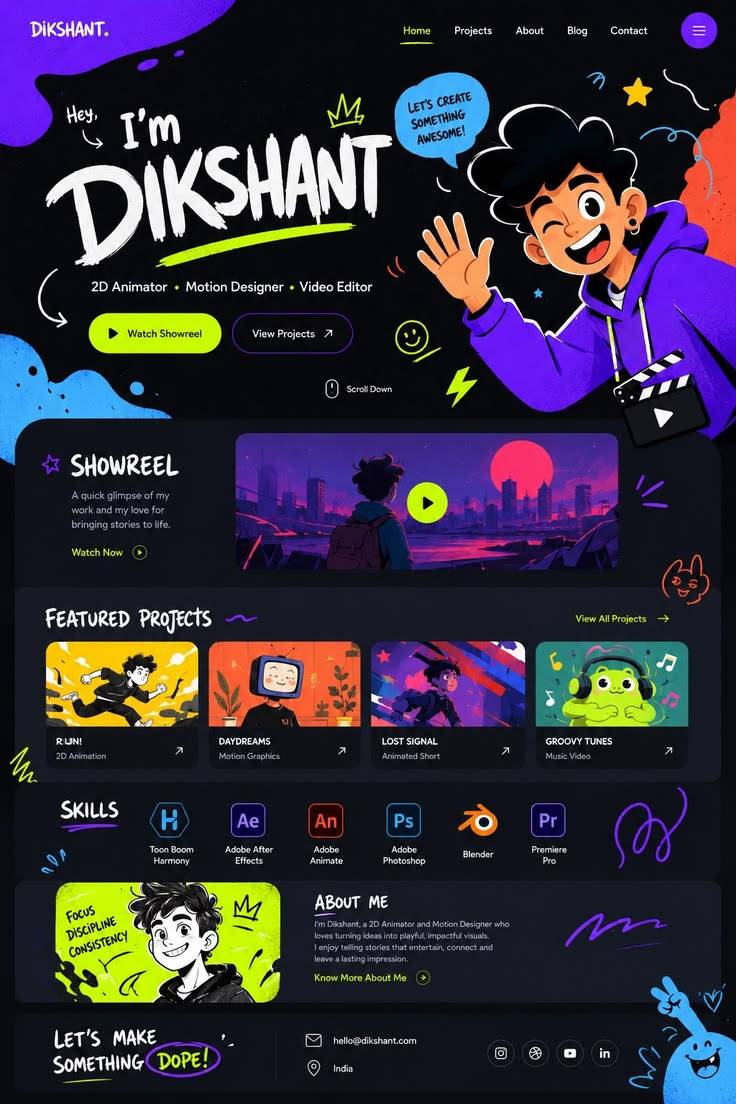 DiKSHANT.
Home
Projects
About
Blog
Contact
Hey,
I'm
DIKSHANT
LET'S CREATE
SOMETHING
AWESOME!
2D Animator • Motion Designer • Video Editor
Watch Showreel
View Projects
Scroll Down
SHOWREEL
A quick glimpse of my
work and my love for
bringing stories to life.
Watch Now
FEATURED PROJECTS
View All Projects
RUN!
2D Animation
DAYDREAMS
Motion Graphics
LOST SIGNAL
Animated Short
GROOVY TUNES
Music Video
SKILLS
H
Toon Boom
Harmony
Ae
Adobe After
Effects
An
Adobe
Animate
Ps
Adobe
Photoshop
Blender
Pr
Premiere
Pro
FOCUS
DISCIPLINE
CONSISTENCY
ABOUT ME
I'm Dikshant, a 2D Animator and Motion Designer who
loves turning ideas into playful, impactful visuals.
I enjoy telling stories that entertain, connect and
leave a lasting impression.
Know More About Me
LET'S MAKE
SOMETHING DOPE!
hello@dikshant.com
India
in